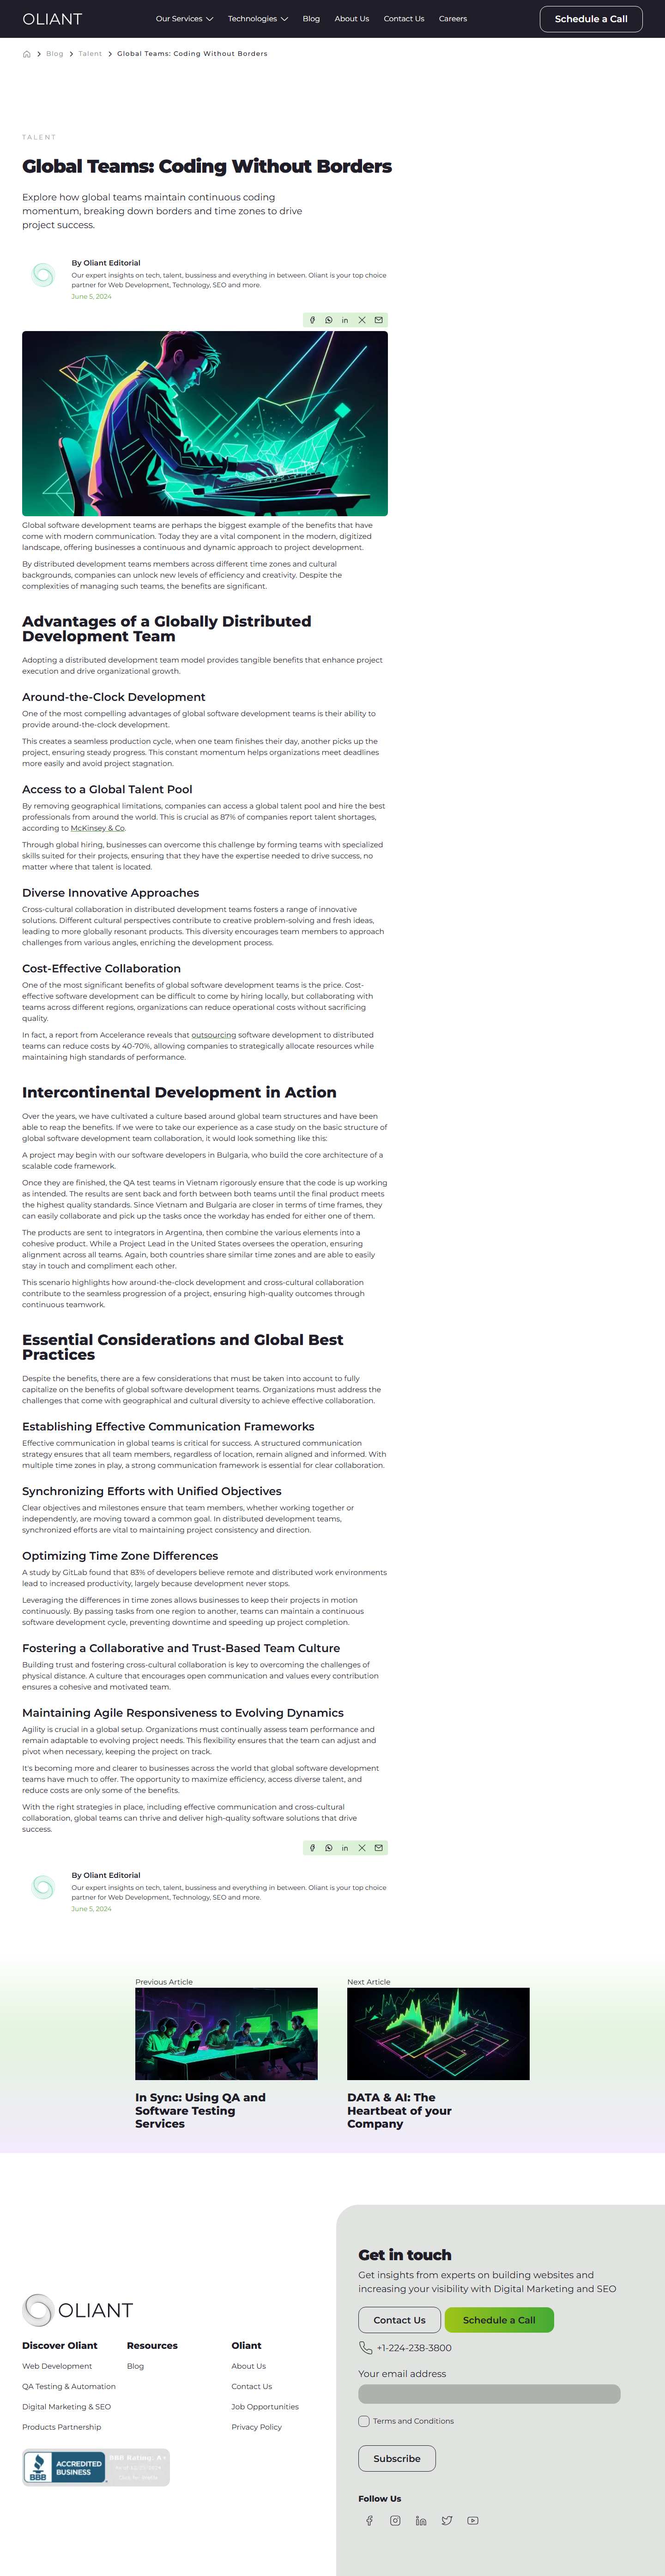 OLIANT
Our Services
Technologies
Blog
About Us
Contact Us
Careers
Schedule a Call
Blog
Talent
Global Teams: Coding Without Borders
TALENT
Global Teams: Coding Without Borders
Explore how global teams maintain continuous coding
momentum, breaking down borders and time zones to drive
project success.
By Oliant Editorial
Our expert insights on tech, talent, bussiness and everything in between. Oliant is your top choice
partner for Web Development, Technology, SEO and more.
June 5, 2024
Global software development teams are perhaps the biggest example of the benefits that have
come with modern communication. Today they are a vital component in the modern, digitized
landscape, offering businesses a continuous and dynamic approach to project development.
By distributed development teams members across different time zones and cultural
backgrounds, companies can unlock new levels of efficiency and creativity. Despite the
complexities of managing such teams, the benefits are significant.
Advantages of a Globally Distributed
Development Team
Adopting a distributed development team model provides tangible benefits that enhance project
execution and drive organizational growth.
Around-the-Clock Development
One of the most compelling advantages of global software development teams is their ability to
provide around-the-clock development.
This creates a seamless production cycle, when one team finishes their day, another picks up the
project, ensuring steady progress. This constant momentum helps organizations meet deadlines
more easily and avoid project stagnation.
Access to a Global Talent Pool
By removing geographical limitations, companies can access a global talent pool and hire the best
professionals from around the world. This is crucial as 87% of companies report talent shortages,
according to McKinsey & Co.
Through global hiring, businesses can overcome this challenge by forming teams with specialized
skills suited for their projects, ensuring that they have the expertise needed to drive success, no
matter where that talent is located.
Diverse Innovative Approaches
Cross-cultural collaboration in distributed development teams fosters a range of innovative
solutions. Different cultural perspectives contribute to creative problem-solving and fresh ideas,
leading to more globally resonant products. This diversity encourages team members to approach
challenges from various angles, enriching the development process.
Cost-Effective Collaboration
One of the most significant benefits of global software development teams is the price. Cost-
effective software development can be difficult to come by hiring locally, but collaborating with
teams across different regions, organizations can reduce operational costs without sacrificing
quality.
In fact, a report from Accelerance reveals that outsourcing software development to distributed
teams can reduce costs by 40-70%, allowing companies to strategically allocate resources while
maintaining high standards of performance.
Intercontinental Development in Action
Over the years, we have cultivated a culture based around global team structures and have been
able to reap the benefits. If we were to take our experience as a case study on the basic structure of
global software development team collaboration, it would look something like this:
A project may begin with our software developers in Bulgaria, who build the core architecture of a
scalable code framework.
Once they are finished, the QA test teams in Vietnam rigorously ensure that the code is up working
as intended. The results are sent back and forth between both teams until the final product meets
the highest quality standards. Since Vietnam and Bulgaria are closer in terms of time frames, they
can easily collaborate and pick up the tasks once the workday has ended for either one of them.
The products are sent to integrators in Argentina, then combine the various elements into a
cohesive product. While a Project Lead in the United States oversees the operation, ensuring
alignment across all teams. Again, both countries share similar time zones and are able to easily
stay in touch and compliment each other.
This scenario highlights how around-the-clock development and cross-cultural collaboration
contribute to the seamless progression of a project, ensuring high-quality outcomes through
continuous teamwork.
Essential Considerations and Global Best
Practices
Despite the benefits, there are a few considerations that must be taken into account to fully
capitalize on the benefits of global software development teams. Organizations must address the
challenges that come with geographical and cultural diversity to achieve effective collaboration.
Establishing Effective Communication Frameworks
Effective communication in global teams is critical for success. A structured communication
strategy ensures that all team members, regardless of location, remain aligned and informed. With
multiple time zones in play, a strong communication framework is essential for clear collaboration.
Synchronizing Efforts with Unified Objectives
Clear objectives and milestones ensure that team members, whether working together or
independently, are moving toward a common goal. In distributed development teams,
synchronized efforts are vital to maintaining project consistency and direction.
Optimizing Time Zone Differences
A study by GitLab found that 83% of developers believe remote and distributed work environments
lead to increased productivity, largely because development never stops.
Leveraging the differences in time zones allows businesses to keep their projects in motion
continuously. By passing tasks from one region to another, teams can maintain a continuous
software development cycle, preventing downtime and speeding up project completion.
Fostering a Collaborative and Trust-Based Team Culture
Building trust and fostering cross-cultural collaboration is key to overcoming the challenges of
physical distance. A culture that encourages open communication and values every contribution
ensures a cohesive and motivated team.
Maintaining Agile Responsiveness to Evolving Dynamics
Agility is crucial in a global setup. Organizations must continually assess team performance and
remain adaptable to evolving project needs. This flexibility ensures that the team can adjust and
pivot when necessary, keeping the project on track.
It's becoming more and clearer to businesses across the world that global software development
teams have much to offer. The opportunity to maximize efficiency, access diverse talent, and
reduce costs are only some of the benefits.
With the right strategies in place, including effective communication and cross-cultural
collaboration, global teams can thrive and deliver high-quality software solutions that drive
success.
By Oliant Editorial
Our expert insights on tech, talent, bussiness and everything in between. Oliant is your top choice
partner for Web Development, Technology, SEO and more.
June 5, 2024
Previous Article
In Sync: Using QA and
Software Testing
Services
Next Article
DATA & AI: The
Heartbeat of your
Company
OLIANT
Discover Oliant
Web Development
QA Testing & Automation
Digital Marketing & SEO
Products Partnership
Resources
Blog
Oliant
About Us
Contact Us
Job Opportunities
Privacy Policy
BBB
ACCREDITED
BUSINESS
BBB Rating: A+
Get in touch
Get insights from experts on building websites and
increasing your visibility with Digital Marketing and SEO
Contact Us
Schedule a Call
+1-224-238-3800
Your email address
Terms and Conditions
Subscribe
Follow Us